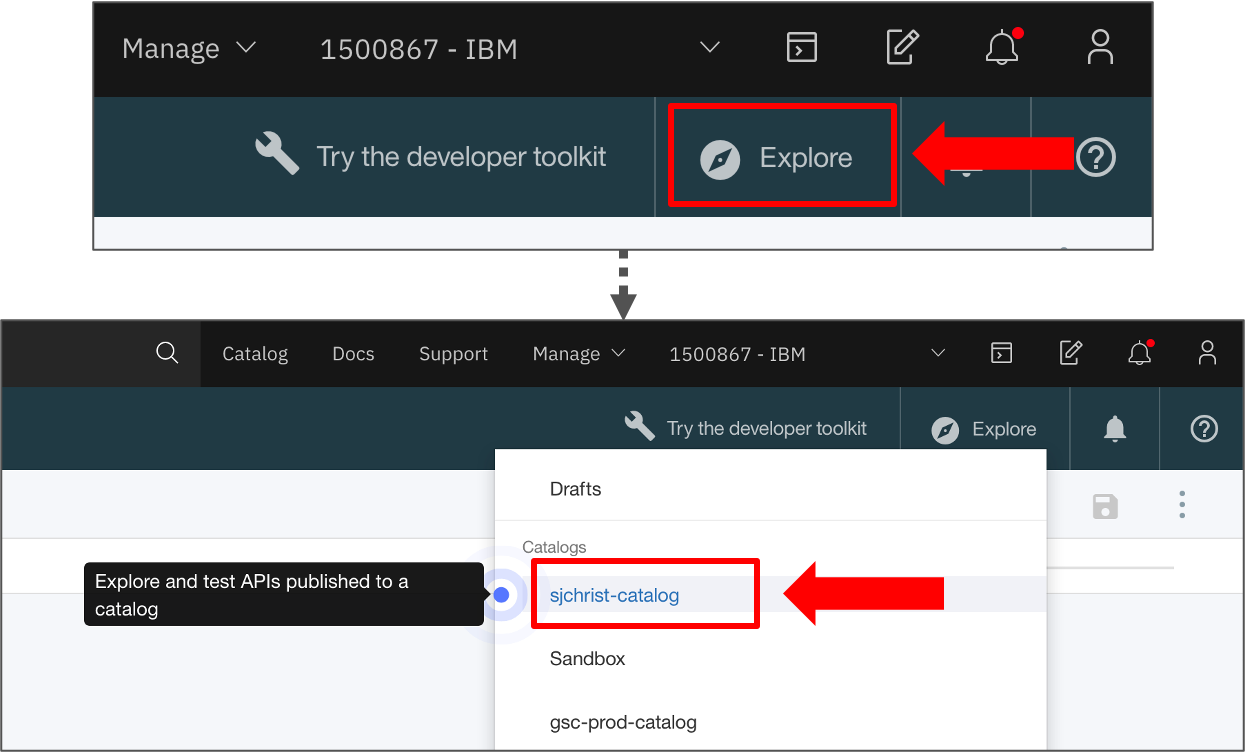 Manage 1500867 - IBM
Try the developer toolkit Explore
Catalog Docs Support Manage 1500867 - IBM
Try the developer toolkit Explore
Drafts
Catalogs
Explore and test APIs published to a
catalog
sjchrist-catalog
Sandbox
gsc-prod-catalog